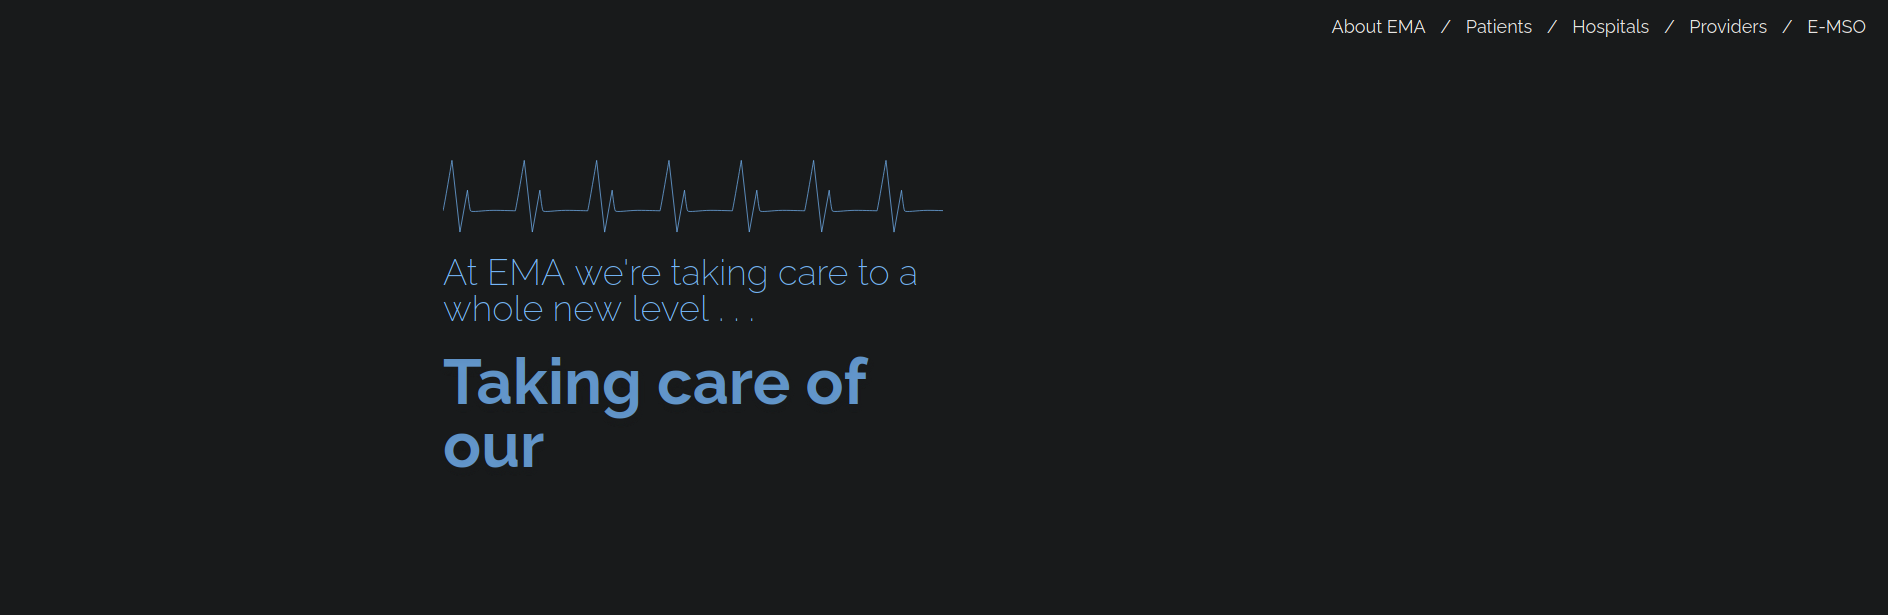 About EMA / Patients / Hospitals / Providers / E-MSO
At EMA we're taking care to a
whole new level . . .
Taking care of
our